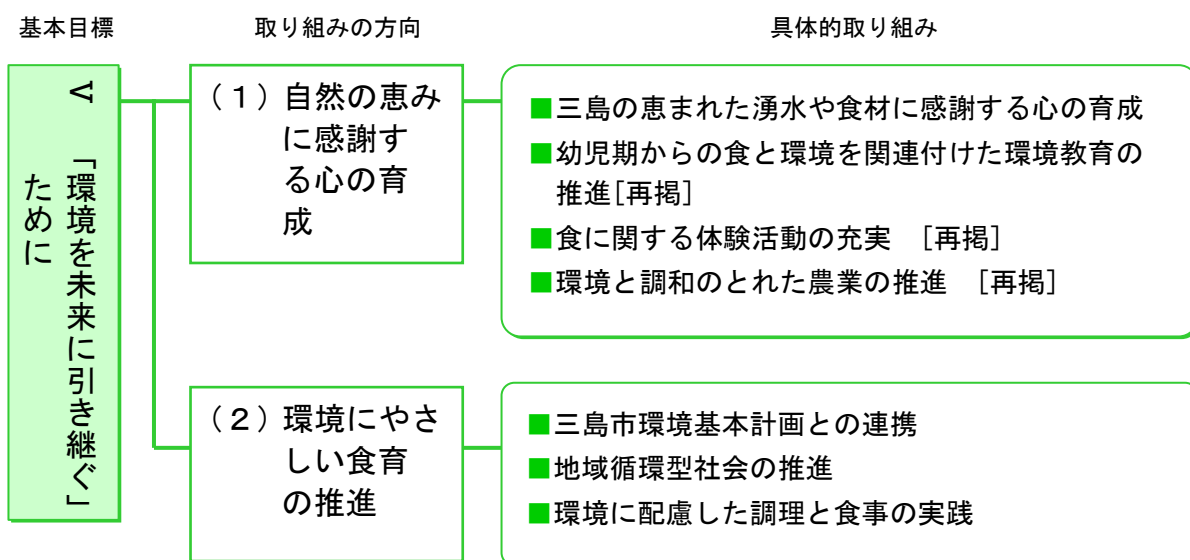 基本目標
取り組みの方向
具体的取り組み
Ⅴ 「環境を未来に引き継ぐ」
ために
(1)自然の恵み
に感謝す
る心の育
成
■三島の恵まれた湧水や食材に感謝する心の育成
■幼児期からの食と環境を関連付けた環境教育の
推進[再掲]
■食に関する体験活動の充実 [再掲]
■環境と調和のとれた農業の推進 [再掲]
(2)環境にやさ
しい食育
の推進
■三島市環境基本計画との連携
■地域循環型社会の推進
■環境に配慮した調理と食事の実践